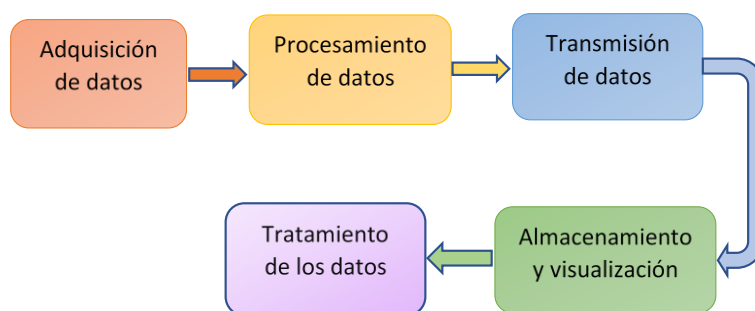 Adquisición
de datos
Procesamiento
de datos
Transmisión
de datos
Almacenamiento
y visualización
Tratamiento
de los datos